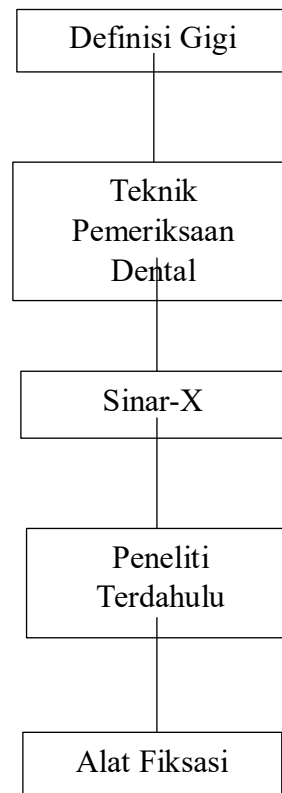 Definisi Gigi
Teknik
Pemeriksaan
Dental
Sinar-X
Peneliti
Terdahulu
Alat Fiksasi